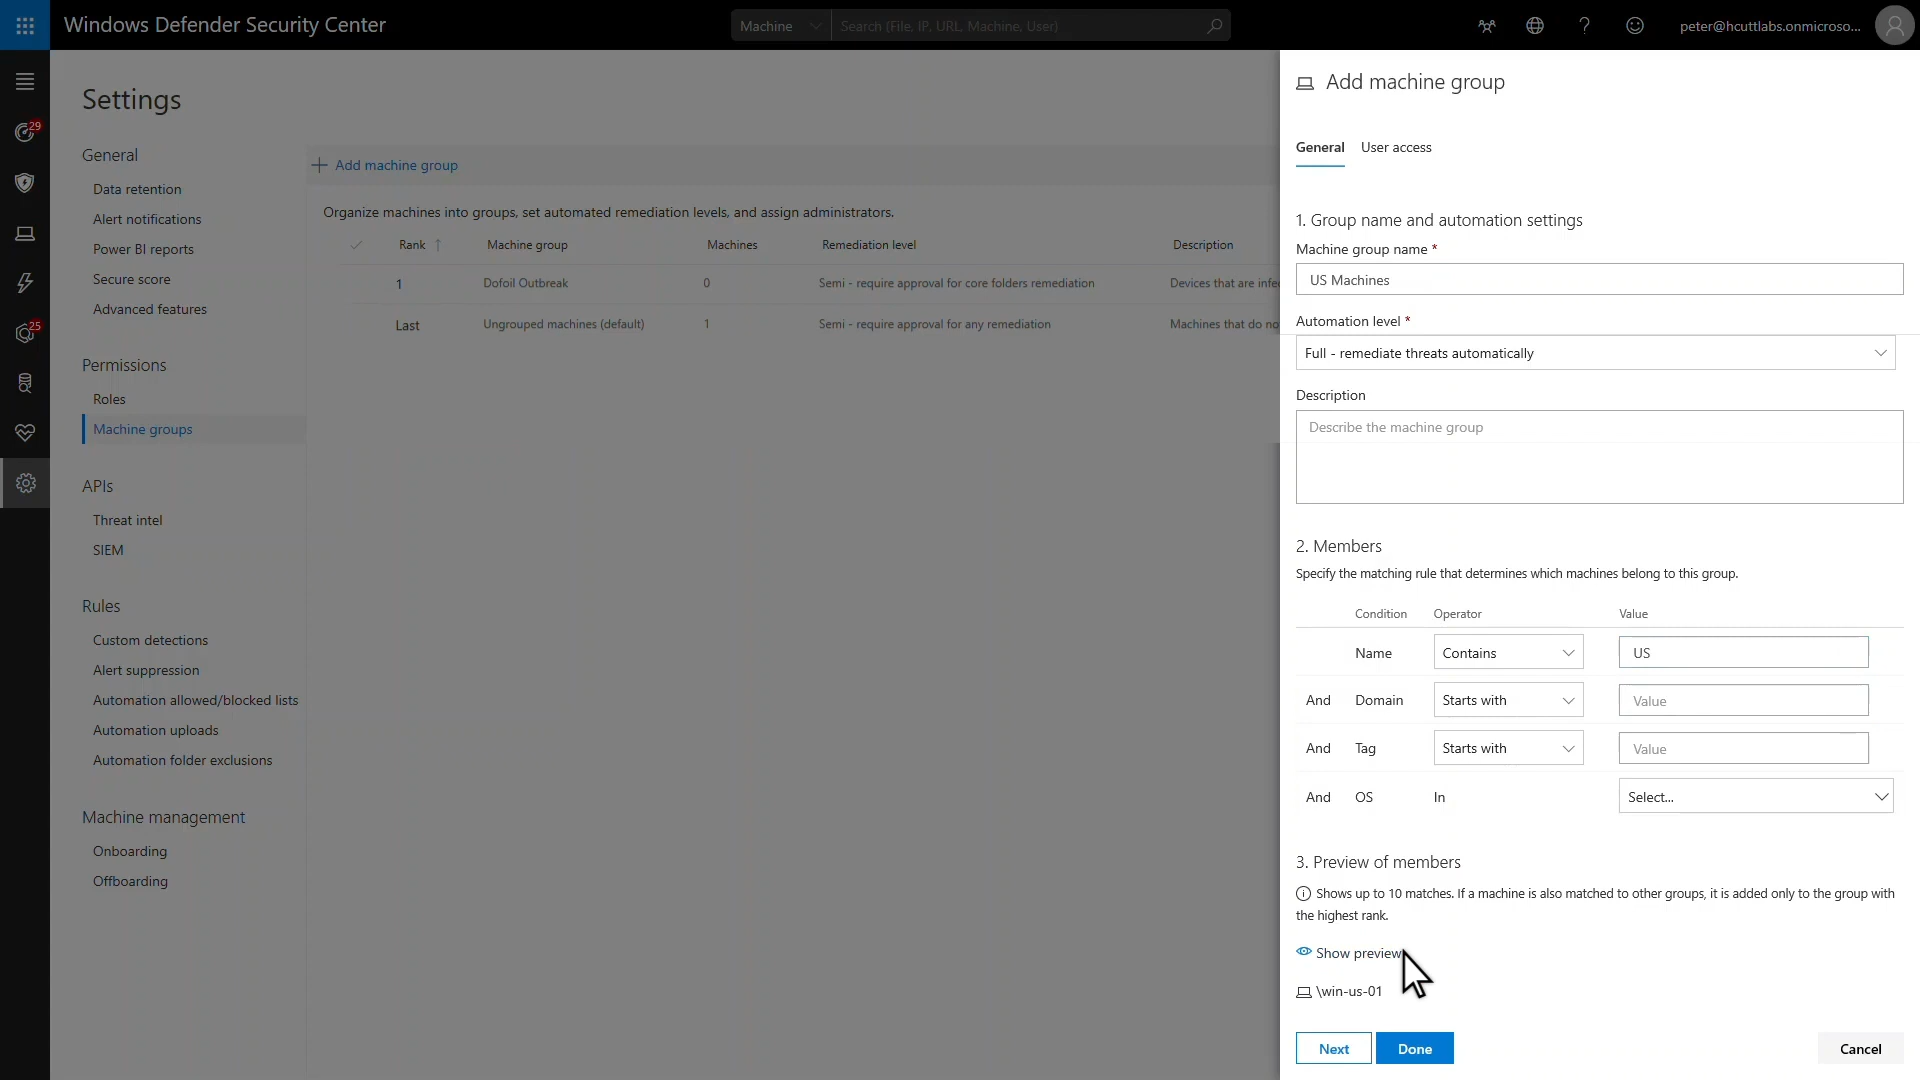 Windows Defender Security Center
Machine
Search (File, IP, URL, Machine, User)
peter@hcuttlabs.onmicroso...
29
25
Settings
General
Data retention
Alert notifications
Power BI reports
Secure score
Advanced features
Permissions
Roles
Machine groups
APIs
Threat intel
SIEM
Rules
Custom detections
Alert suppression
Automation allowed/blocked lists
Automation uploads
Automation folder exclusions
Machine management
Onboarding
Offboarding
Add machine group
Organize machines into groups, set automated remediation levels, and assign administrators.
Rank Machine group Machines Remediation level Description
1 Dofoil Outbreak 0 Semi - require approval for core folders remediation Devices that are infe
Last Ungrouped machines (default) 1 Semi - require approval for any remediation Machines that do no
Add machine group
General User access
1. Group name and automation settings
Machine group name *
US Machines
Automation level *
Full - remediate threats automatically
Description
Describe the machine group
2. Members
Specify the matching rule that determines which machines belong to this group.
Condition Operator Value
Name Contains US
And Domain Starts with Value
And Tag Starts with Value
And OS In Select...
3. Preview of members
Shows up to 10 matches. If a machine is also matched to other groups, it is added only to the group with
the highest rank.
Show preview
\win-us-01
Next Done Cancel